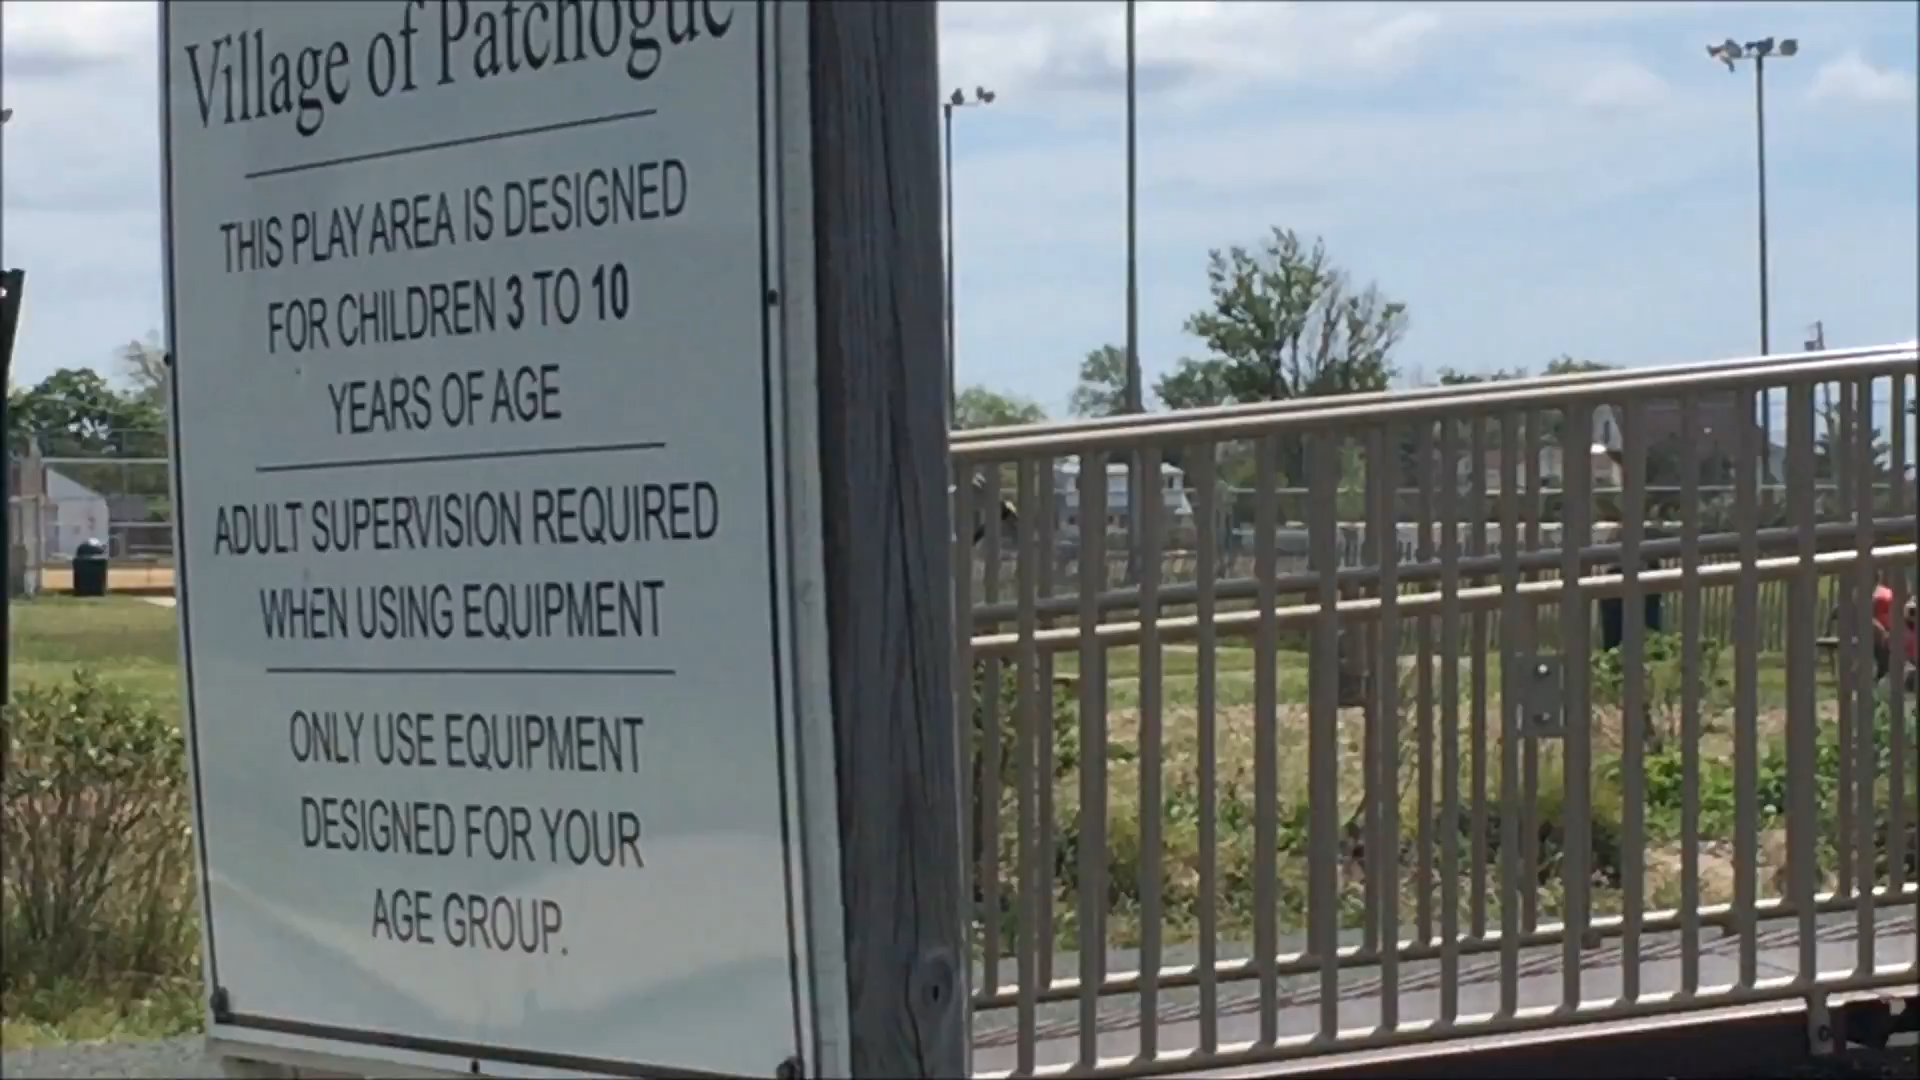 Village of Patchogue
THIS PLAY AREA IS DESIGNED
FOR CHILDREN 3 TO 10
YEARS OF AGE
ADULT SUPERVISION REQUIRED
WHEN USING EQUIPMENT
ONLY USE EQUIPMENT
DESIGNED FOR YOUR
AGE GROUP.